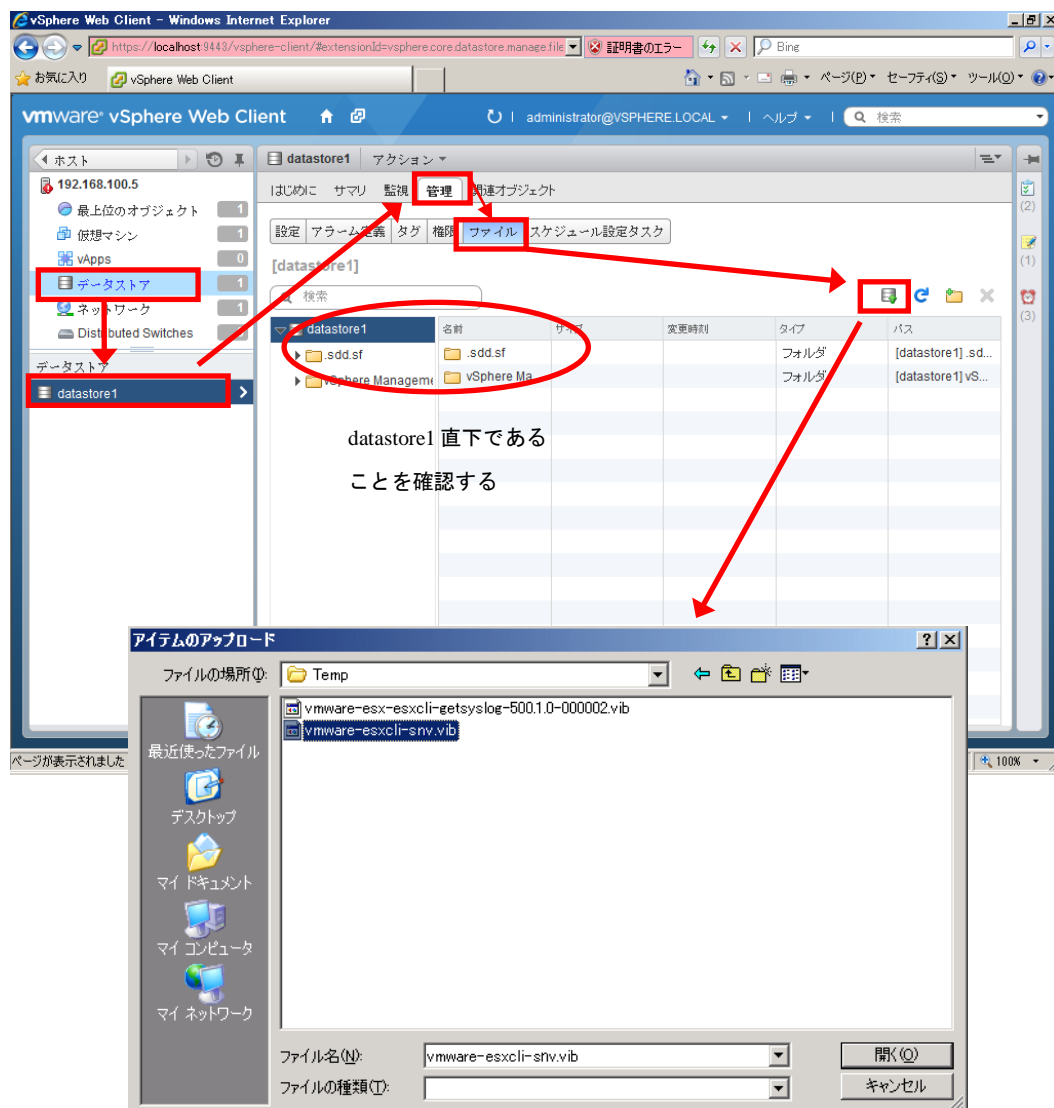 vSphere Web Client - Windows Internet Explorer
https://localhost:9443/vsphere-client/#extensionId=vsphere.core.datastore.manage.file
証明書のエラー
Bing
お気に入り
vSphere Web Client
ページ(P)
セーフティ(S)
ツール(O)
vmware® vSphere Web Client
administrator@VSPHERE.LOCAL
ヘルプ
検索
ホスト
datastore1
アクション
192.168.100.5
はじめに サマリ 監視 管理 関連オブジェクト
最上位のオブジェクト 1
(2)
仮想マシン 1
設定 アラーム定義 タグ 権限 ファイル スケジュール設定タスク
vApps 0
[datastore1]
(1)
データストア 1
検索
ネットワーク 1
(3)
Distributed Switches
datastore1
名前 サイズ 変更時刻 タイプ パス
.sdd.sf
.sdd.sf
フォルダ
[datastore1] .sd...
データストア
vSphere Manageme
vSphere Ma...
フォルダ
[datastore1] vS...
datastore1
datastore1 直下である
ことを確認する
アイテムのアップロード
ファイルの場所(I):
Temp
vmware-esx-esxcli-getsyslog-500.1.0-000002.vib
vmware-esxcli-snv.vib
最近使ったファイル
ページが表示されました
100%
デスクトップ
マイ ドキュメント
マイ コンピュータ
マイ ネットワーク
ファイル名(N):
vmware-esxcli-snv.vib
開く(O)
ファイルの種類(T):
キャンセル